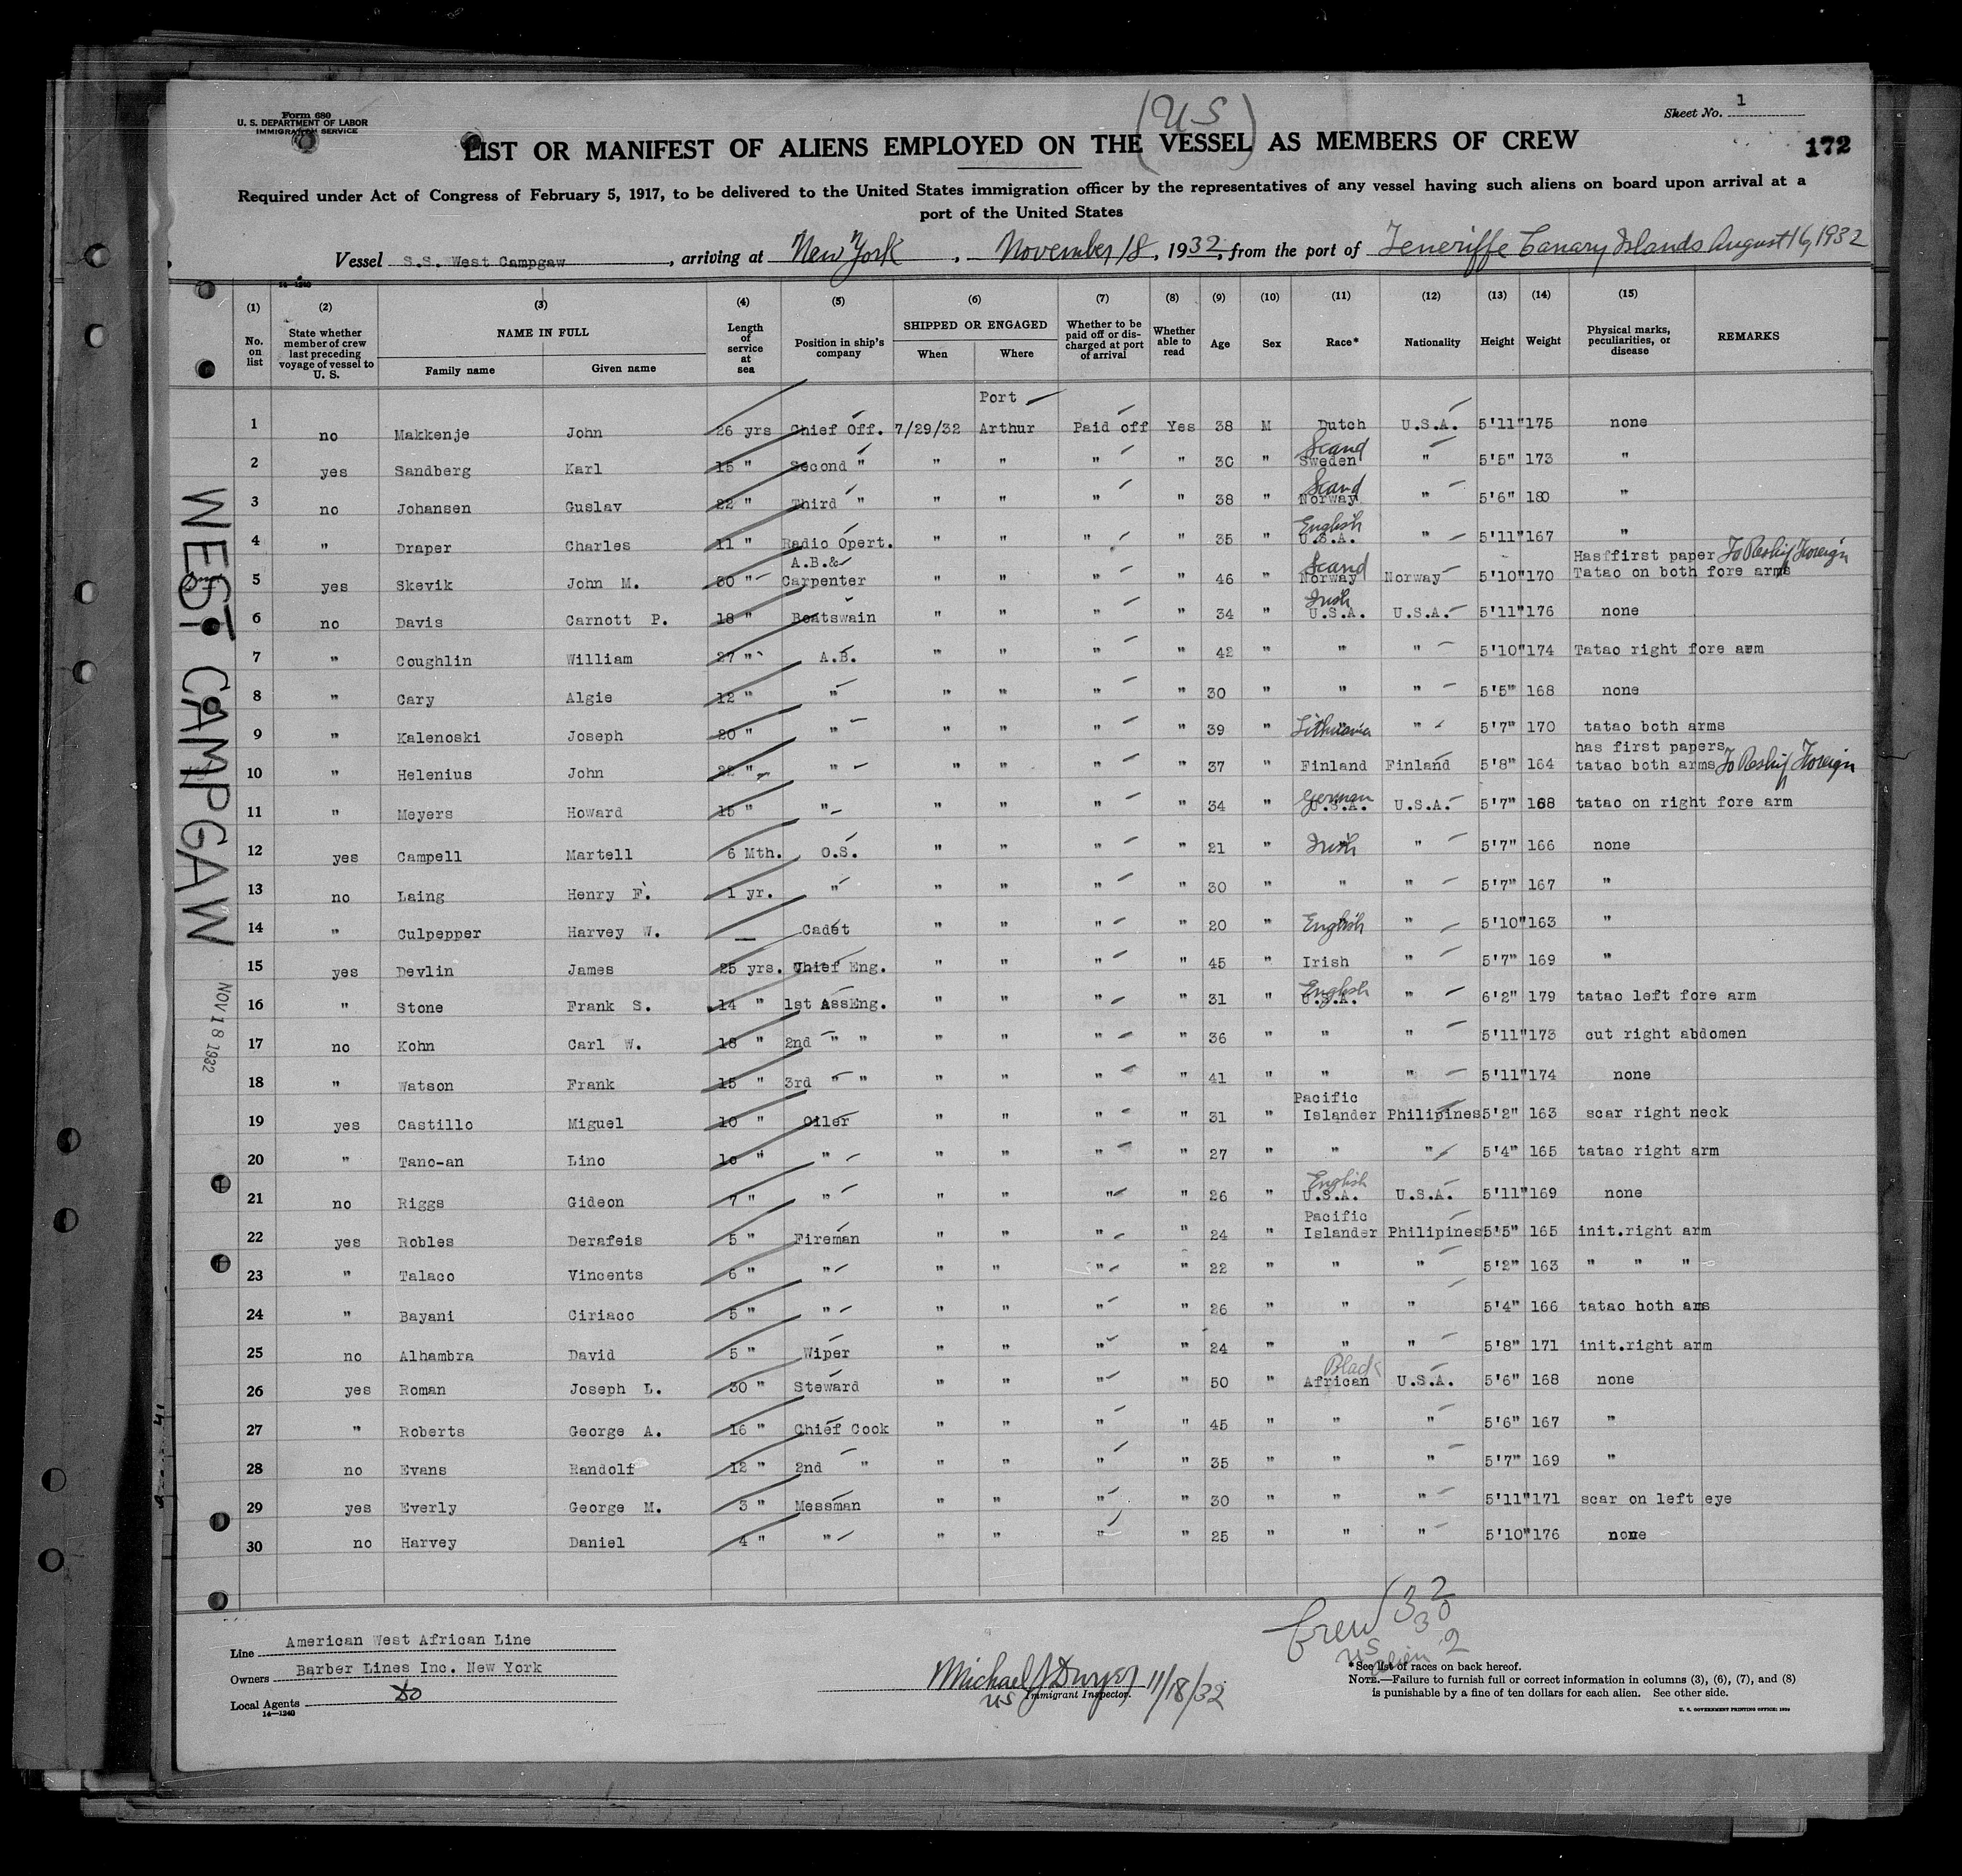 Form 680
U. S. DEPARTMENT OF LABOR
IMMIGRATION SERVICE
(US)
Sheet No. 1
172
LIST OR MANIFEST OF ALIENS EMPLOYED ON THE VESSEL AS MEMBERS OF CREW
Required under Act of Congress of February 5, 1917, to be delivered to the United States immigration officer by the representatives of any vessel having such aliens on board upon arrival at a
port of the United States
Vessel S.S. West Campgaw, arriving at New York, November 18, 1932, from the port of Teneriffe Canary Islands August 16, 1932
14—1240
(1) No. on list (2) State whether member of crew last preceding voyage of vessel to U. S. (3) NAME IN FULL Family name Given name (4) Length of service at sea (5) Position in ship's company (6) SHIPPED OR ENGAGED When Where (7) Whether to be paid off or discharged at port of arrival (8) Whether able to read (9) Age (10) Sex (11) Race* (12) Nationality (13) Height (14) Weight (15) Physical marks, peculiarities, or disease REMARKS
1 no Makkenje John 26 yrs Chief Off. 7/29/32 Port Arthur Paid off Yes 38 M Dutch U.S.A. 5'11" 175 none
2 yes Sandberg Karl 15 " Second " " " " " 30 " Scand Sweden " 5'5" 173 "
3 no Johansen Guslav 22 " Third " " " " " 38 " Scand Norway " 5'6" 180 "
4 " Draper Charles 11 " Radio Opert. " " " " 35 " English U.S.A. " 5'11" 167 "
5 yes Skevik John M. 30 " A.B.& Carpenter " " " " 46 " Scand Norway Norway 5'10" 170 Hasffirst paper Tatao on both fore arms To Reship Foreign
6 no Davis Carnott P. 18 " Boatswain " " " " 34 " Irish U.S.A. U.S.A. 5'11" 176 none
7 " Coughlin William 27 " A.B. " " " " 42 " " " 5'10" 174 Tatao right fore arm
8 " Cary Algie 12 " " " " " " 30 " " " 5'5" 168 none
9 " Kalenoski Joseph 20 " " " " " " 39 " Lithuania " 5'7" 170 tatao both arms
10 " Helenius John 22 " " " " " " 37 " Finland Finland 5'8" 164 has first papers tatao both arms To Reship Foreign
11 " Meyers Howard 15 " " " " " " 34 " German U.S.A. U.S.A. 5'7" 168 tatao on right fore arm
12 yes Campell Martell 6 Mth. O.S. " " " " 21 " Irish " 5'7" 166 none
13 no Laing Henry F. 1 yr. " " " " " 30 " " " 5'7" 167 "
14 " Culpepper Harvey W. — Cadet " " " " 20 " English " 5'10" 163 "
15 yes Devlin James 25 yrs. Chief Eng. " " " " 45 " Irish " 5'7" 169 "
16 " Stone Frank S. 14 " 1st AssEng. " " " " 31 " English U.S.A. " 6'2" 179 tatao left fore arm
17 no Kohn Carl W. 18 " 2nd " " " " " " 36 " " " 5'11" 173 cut right abdomen
18 " Watson Frank 15 " 3rd " " " " " " 41 " " " 5'11" 174 none
19 yes Castillo Miguel 10 " Oiler " " " " 31 " Pacific Islander Philipines 5'2" 163 scar right neck
20 " Tano-an Lino 10 " " " " " " 27 " " " 5'4" 165 tatao right arm
21 no Riggs Gideon 7 " " " " " " 26 " English U.S.A. U.S.A. 5'11" 169 none
22 yes Robles Derafeis 5 " Fireman " " " " 24 " Pacific Islander Philipines 5'5" 165 init.right arm
23 " Talaco Vincents 6 " " " " " " 22 " " " 5'2" 163 " " "
24 " Bayani Ciriaco 5 " " " " " " 26 " " " 5'4" 166 tatao both ams
25 no Alhambra David 5 " Wiper " " " " 24 " " " 5'8" 171 init.right arm
26 yes Roman Joseph L. 30 " Steward " " " " 50 " Black African U.S.A. 5'6" 168 none
27 " Roberts George A. 16 " Chief Cook " " " " 45 " " " 5'6" 167 "
28 no Evans Randolf 12 " 2nd " " " " " 35 " " " 5'7" 169 "
29 yes Everly George M. 3 " Messman " " " " 30 " " " 5'11" 171 scar on left eye
30 no Harvey Daniel 4 " " " " " " 25 " " " 5'10" 176 none
WEST CAMPGAW
NOV 18 1932
Crew 32
US 30
alien 2
Line American West African Line
Owners Barber Lines Inc. New York
Local Agents do
14—1240
Michael J Dwyer 11/18/32
US Immigrant Inspector.
*See list of races on back hereof.
NOTE.—Failure to furnish full or correct information in columns (3), (6), (7), and (8)
is punishable by a fine of ten dollars for each alien. See other side.
U. S. GOVERNMENT PRINTING OFFICE: 1930